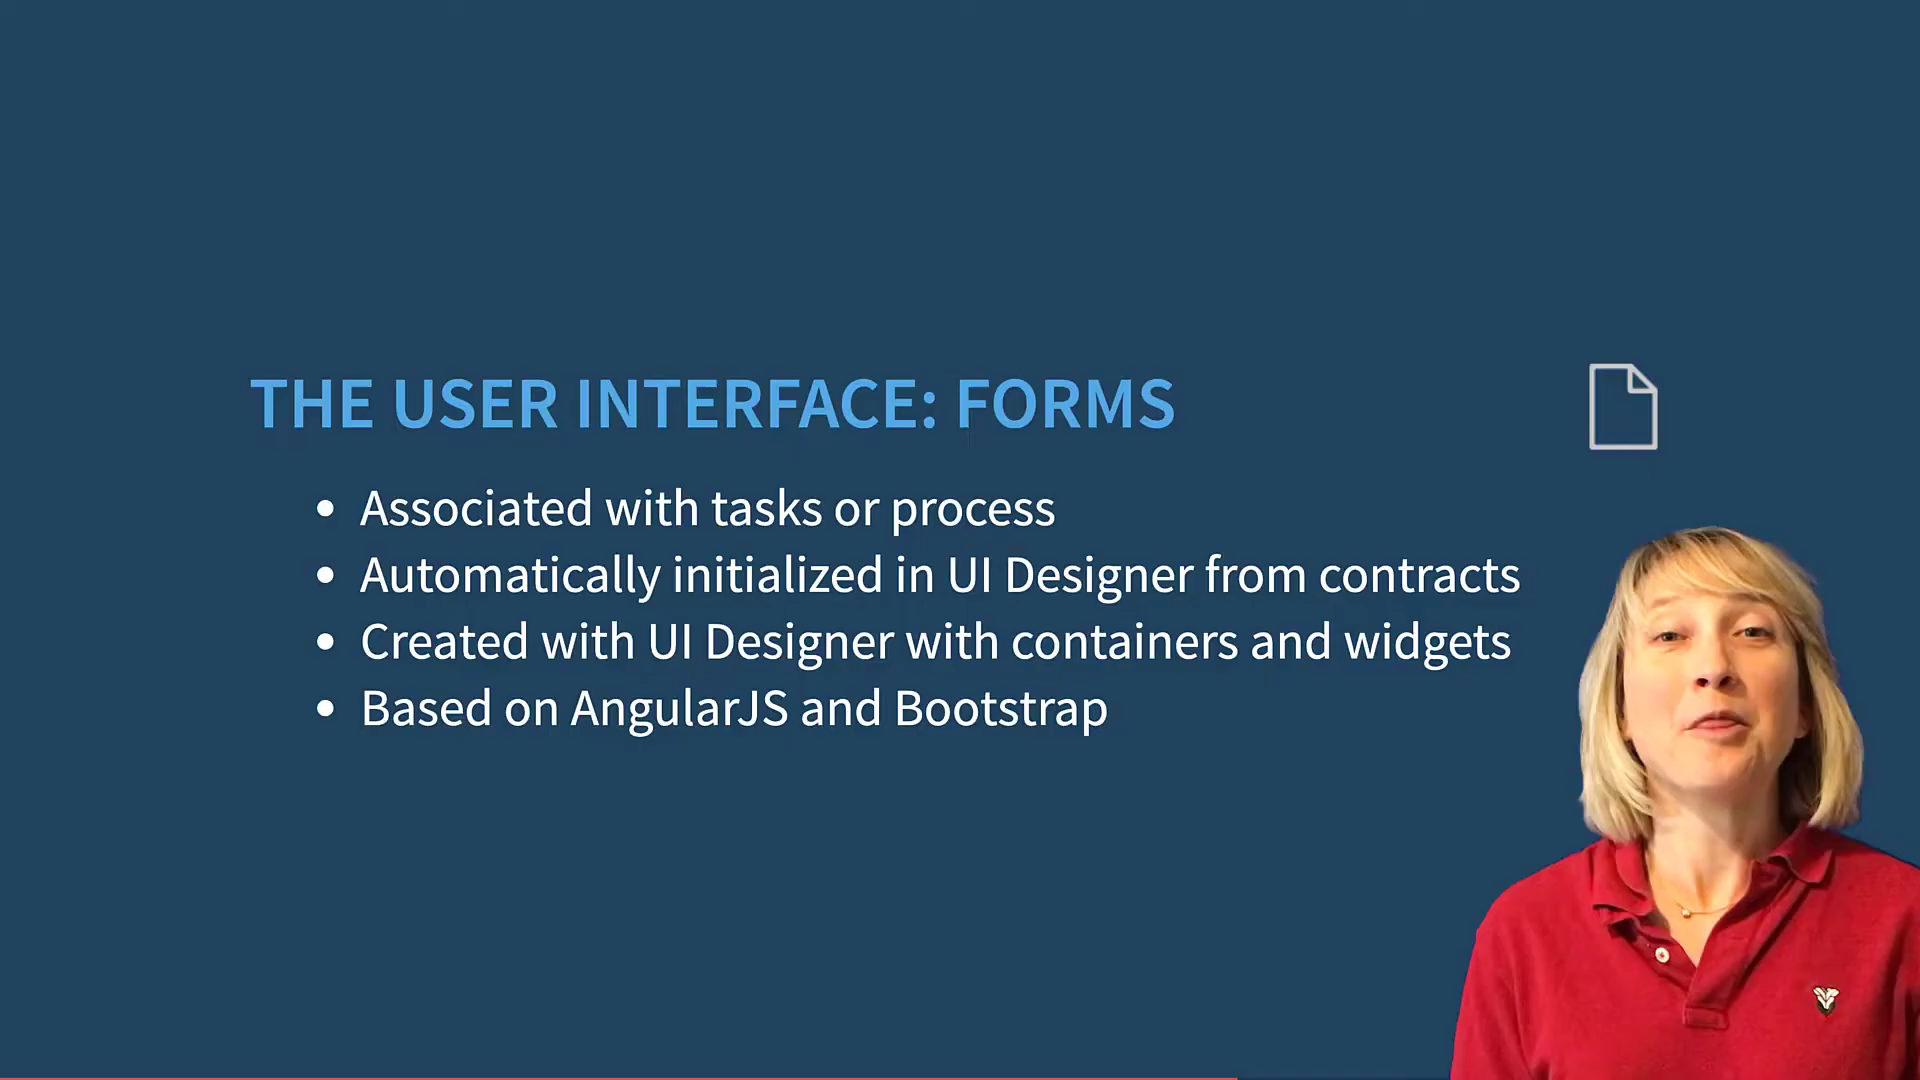 THE USER INTERFACE: FORMS
• Associated with tasks or process
• Automatically initialized in UI Designer from contracts
• Created with UI Designer with containers and widgets
• Based on AngularJS and Bootstrap